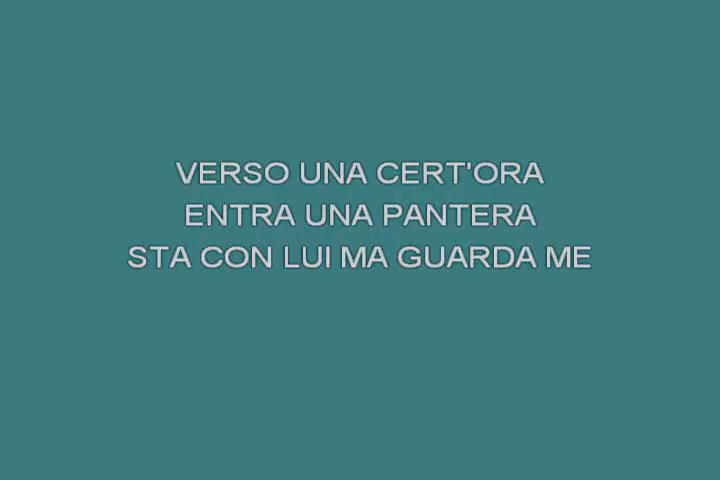 VERSO UNA CERT'ORA
ENTRA UNA PANTERA
STA CON LUI MA GUARDA ME